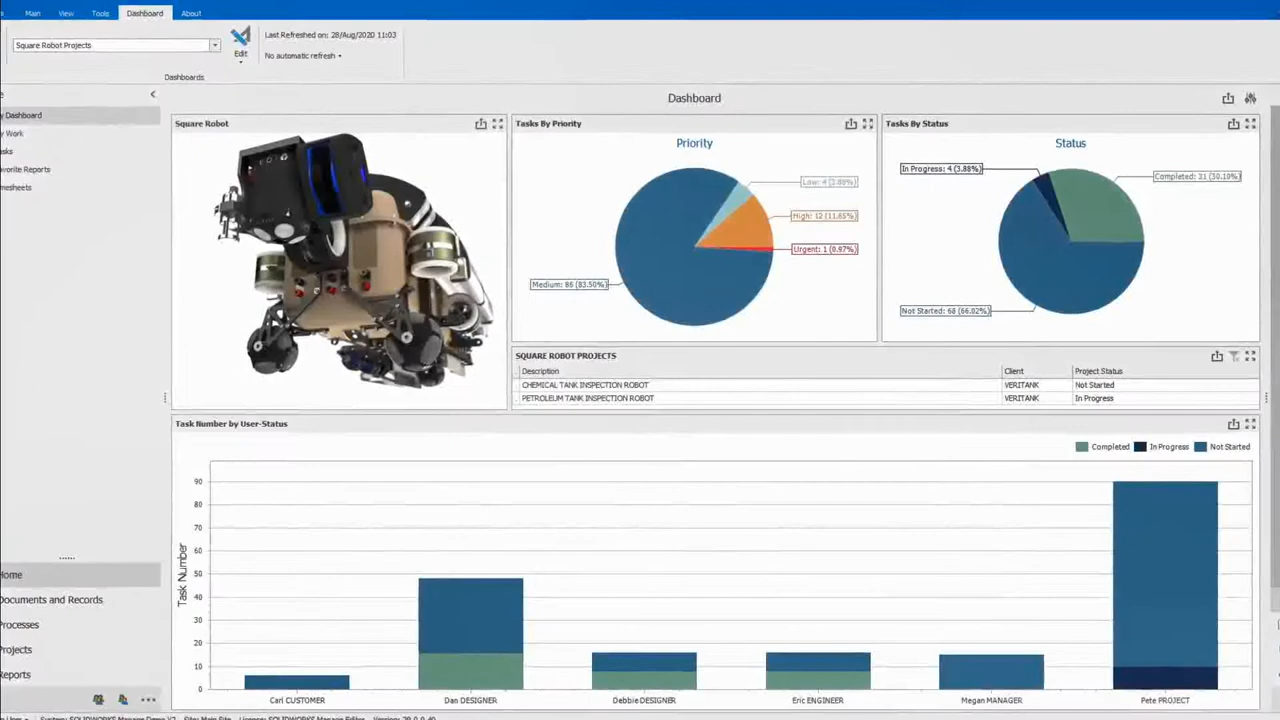 Main View Tools Dashboard About
Square Robot Projects
Edit
Last Refreshed on: 28/Aug/2020 11:03
No automatic refresh
Dashboards
y Dashboard
y Work
asks
avorite Reports
mesheets
Home
Documents and Records
Processes
Projects
Reports
Dashboard
Square Robot
Tasks By Priority
Priority
Low: 4 (3.88%)
High: 12 (11.65%)
Urgent: 1 (0.97%)
Medium: 86 (83.50%)
Tasks By Status
Status
In Progress: 4 (3.88%)
Completed: 31 (30.10%)
Not Started: 68 (66.02%)
SQUARE ROBOT PROJECTS
Description Client Project Status
CHEMICAL TANK INSPECTION ROBOT VERITANK Not Started
PETROLEUM TANK INSPECTION ROBOT VERITANK In Progress
Task Number by User-Status
Completed In Progress Not Started
Task Number
90
80
70
60
50
40
30
20
10
0
Carl CUSTOMER Dan DESIGNER Debbie DESIGNER Eric ENGINEER Megan MANAGER Pete PROJECT